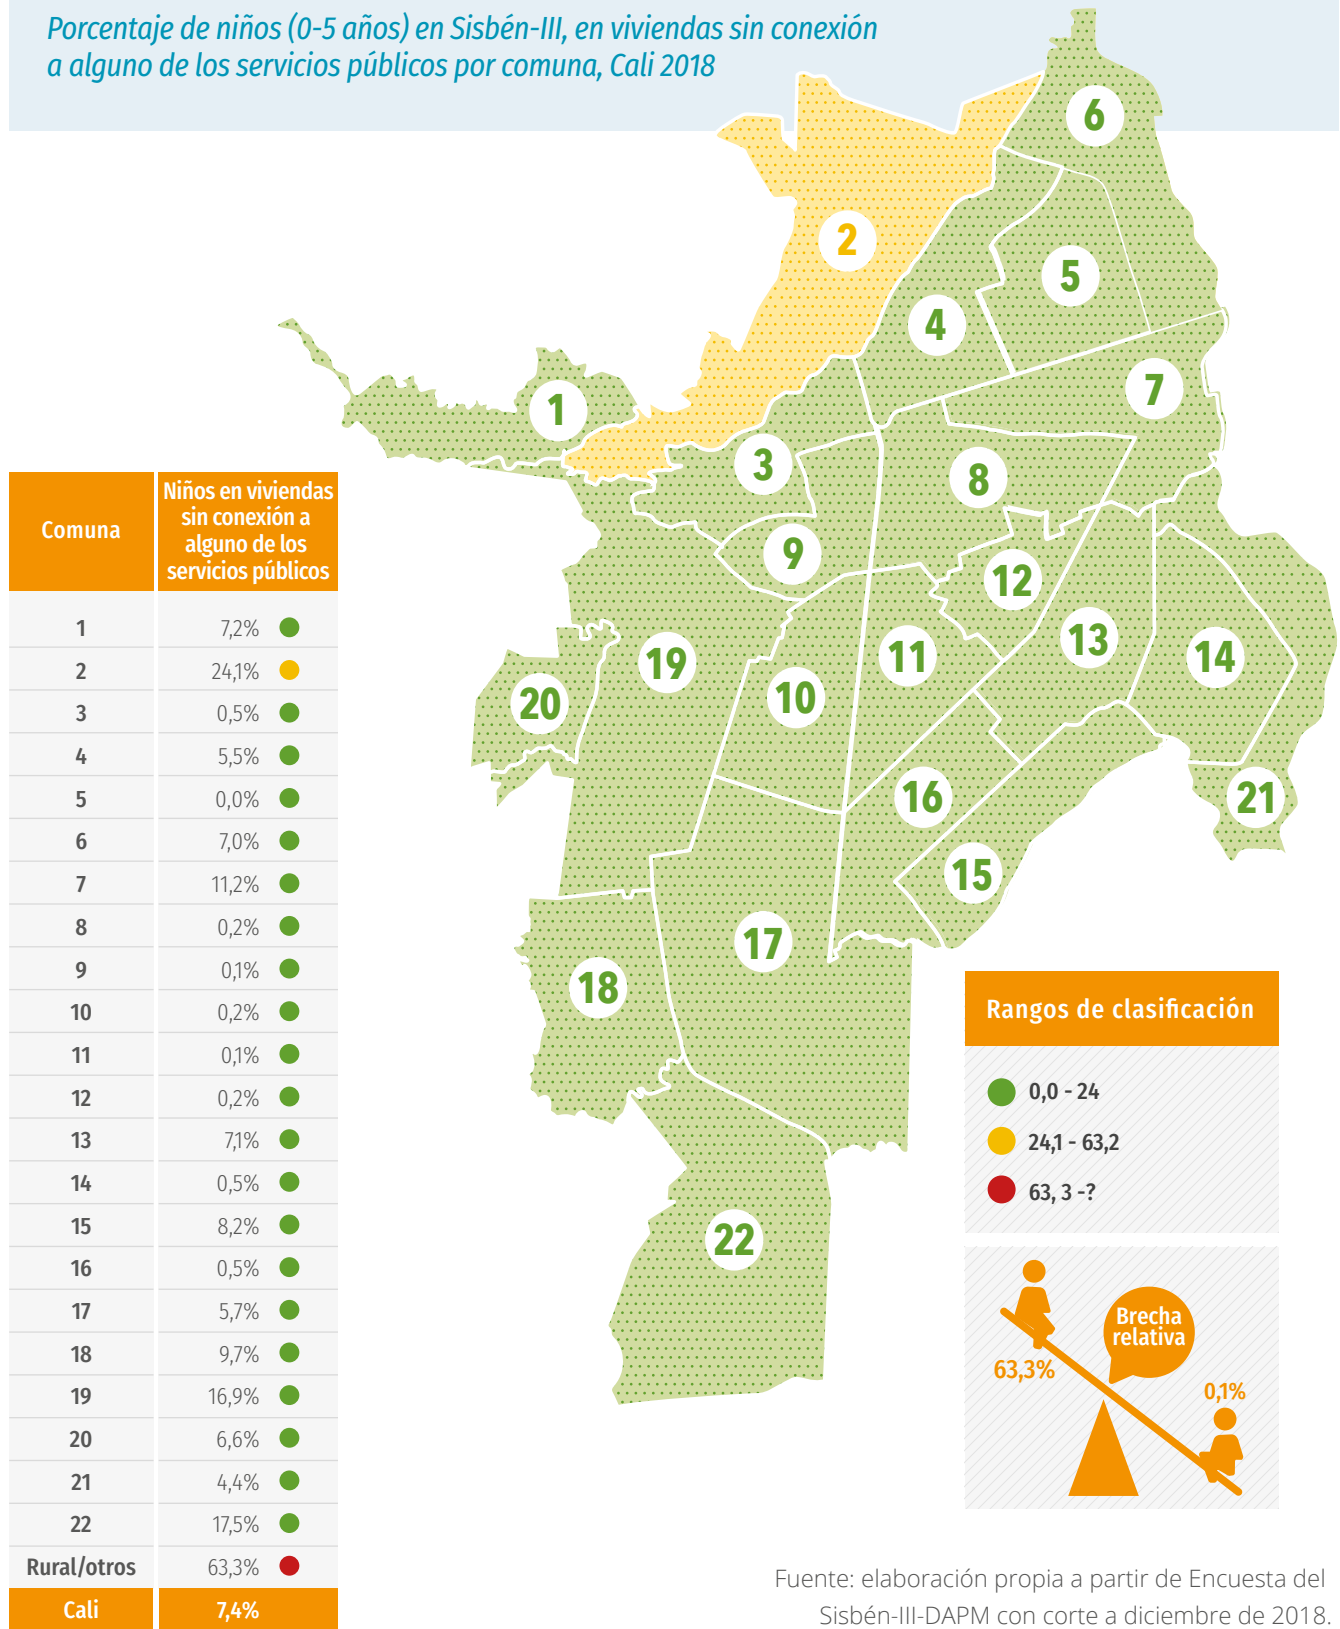 Porcentaje de niños (0-5 años) en Sisbén-III, en viviendas sin conexión
a alguno de los servicios públicos por comuna, Cali 2018
6
2
5
4
7
1
3
8
9
12
13
11
14
19
10
20
16
21
15
17
18
22
Comuna
Niños en viviendas
sin conexión a
alguno de los
servicios públicos
1 7,2%
2 24,1%
3 0,5%
4 5,5%
5 0,0%
6 7,0%
7 11,2%
8 0,2%
9 0,1%
10 0,2%
11 0,1%
12 0,2%
13 7,1%
14 0,5%
15 8,2%
16 0,5%
17 5,7%
18 9,7%
19 16,9%
20 6,6%
21 4,4%
22 17,5%
Rural/otros 63,3%
Cali 7,4%
Rangos de clasificación
0,0 - 24
24,1 - 63,2
63, 3 -?
Brecha
relativa
63,3%
0,1%
Fuente: elaboración propia a partir de Encuesta del
Sisbén-III-DAPM con corte a diciembre de 2018.